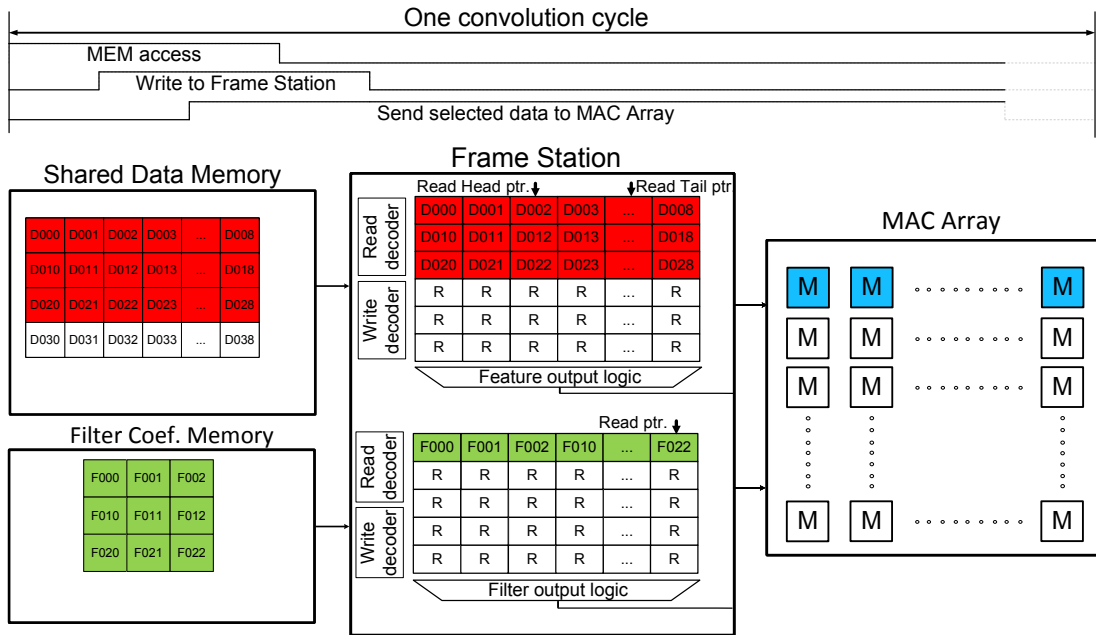 One convolution cycle
MEM access
Write to Frame Station
Send selected data to MAC Array
Shared Data Memory
D000 D001 D002 D003 ... D008
D010 D011 D012 D013 ... D018
D020 D021 D022 D023 ... D028
D030 D031 D032 D033 ... D038
Filter Coef. Memory
F000 F001 F002
F010 F011 F012
F020 F021 F022
Frame Station
Read Head ptr. Read Tail ptr
Read decoder
Write decoder
D000 D001 D002 D003 ... D008
D010 D011 D012 D013 ... D018
D020 D021 D022 D023 ... D028
R R R R ... R
R R R R ... R
R R R R ... R
Feature output logic
Read ptr.
Read decoder
Write decoder
F000 F001 F002 F010 ... F022
R R R R ... R
R R R R ... R
R R R R ... R
R R R R ... R
Filter output logic
MAC Array
M M M
M M M
M M M
M M M